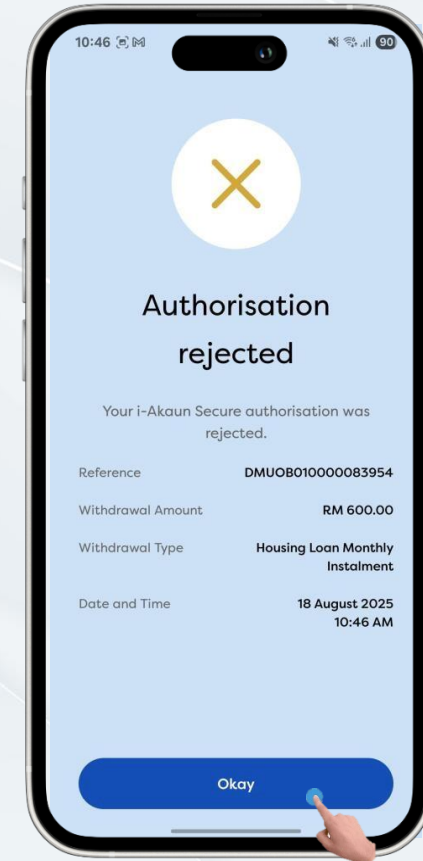 10:46
90
Authorisation
rejected
Your i-Akaun Secure authorisation was
rejected.
Reference DMUOB010000083954
Withdrawal Amount RM 600.00
Withdrawal Type Housing Loan Monthly
Instalment
Date and Time 18 August 2025
10:46 AM
Okay